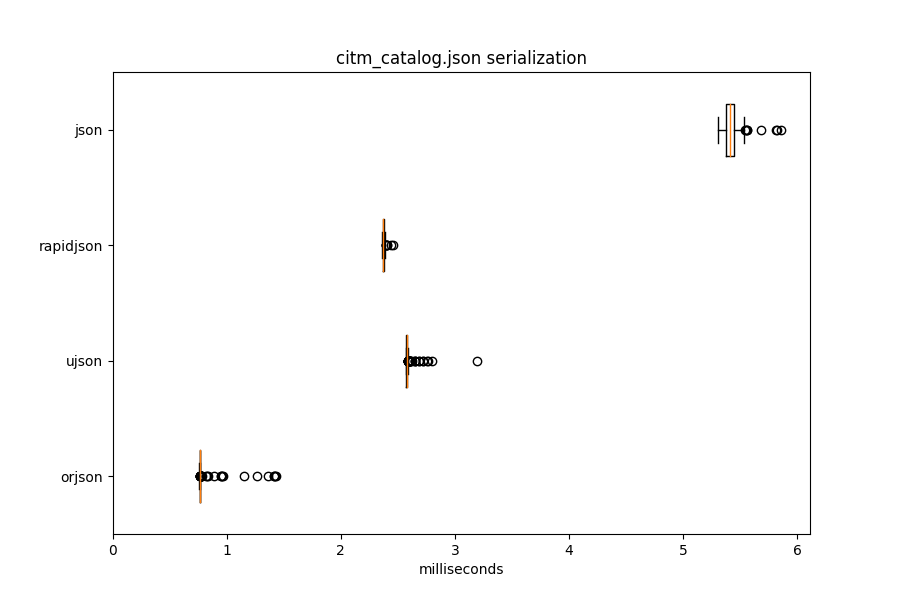 citm_catalog.json serialization
json
rapidjson
ujson
orjson
0 1 2 3 4 5 6
milliseconds